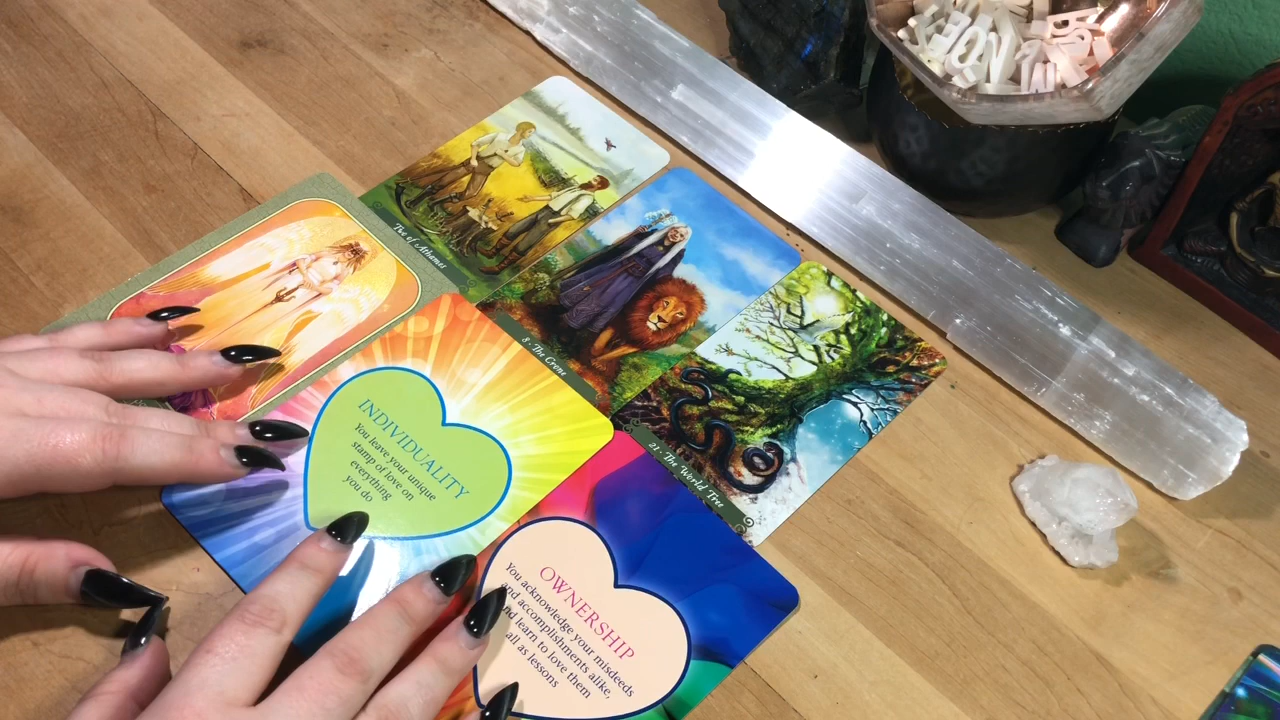 Two of Athames
8 · The Crone
21 · The World Tree
INDIVIDUALITY
You leave your unique
stamp of love on
everything
you do
OWNERSHIP
You acknowledge your misdeeds
and accomplishments alike,
and learn to love them
all as lessons